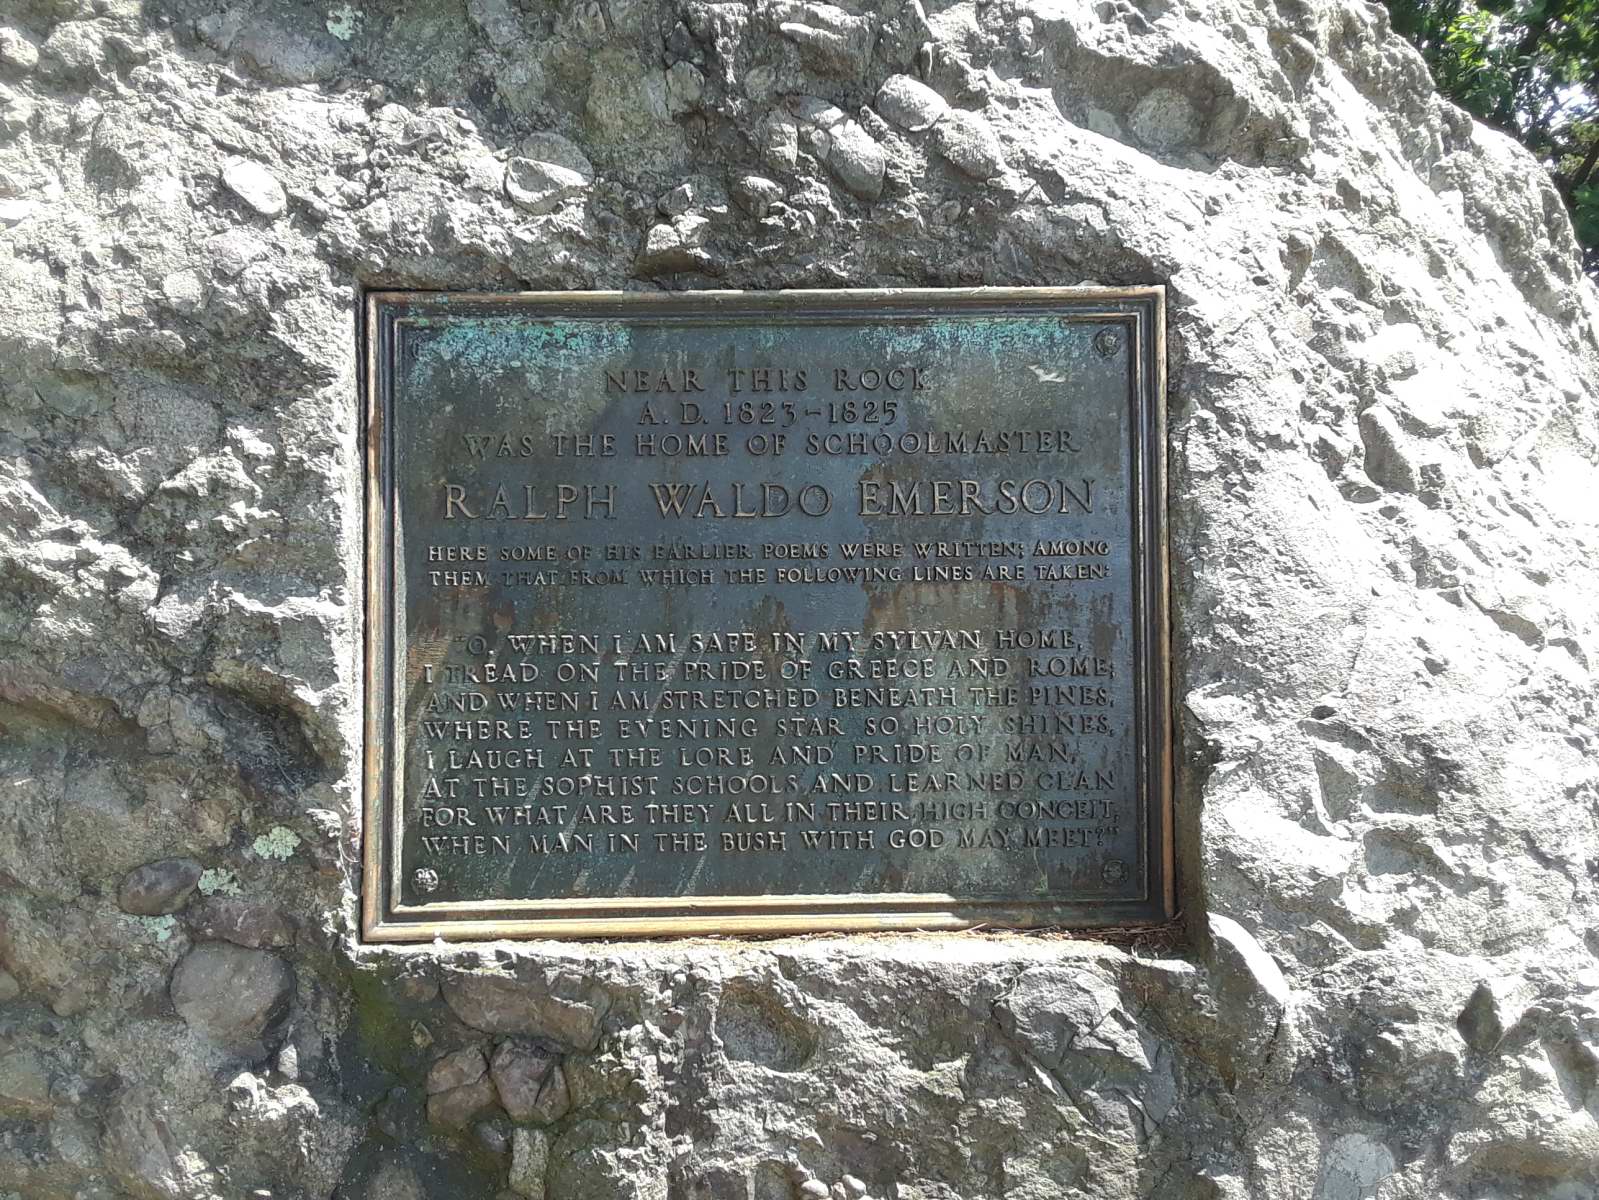 NEAR THIS ROCK
A. D. 1823-1825
WAS THE HOME OF SCHOOLMASTER
RALPH WALDO EMERSON
HERE SOME OF HIS EARLIER POEMS WERE WRITTEN; AMONG
THEM THAT FROM WHICH THE FOLLOWING LINES ARE TAKEN:
"O, WHEN I AM SAFE IN MY SYLVAN HOME,
I TREAD ON THE PRIDE OF GREECE AND ROME;
AND WHEN I AM STRETCHED BENEATH THE PINES,
WHERE THE EVENING STAR SO HOLY SHINES,
I LAUGH AT THE LORE AND PRIDE OF MAN,
AT THE SOPHIST SCHOOLS, AND LEARNED CLAN
FOR WHAT ARE THEY ALL IN THEIR HIGH CONCEIT,
WHEN MAN IN THE BUSH WITH GOD MAY MEET?"